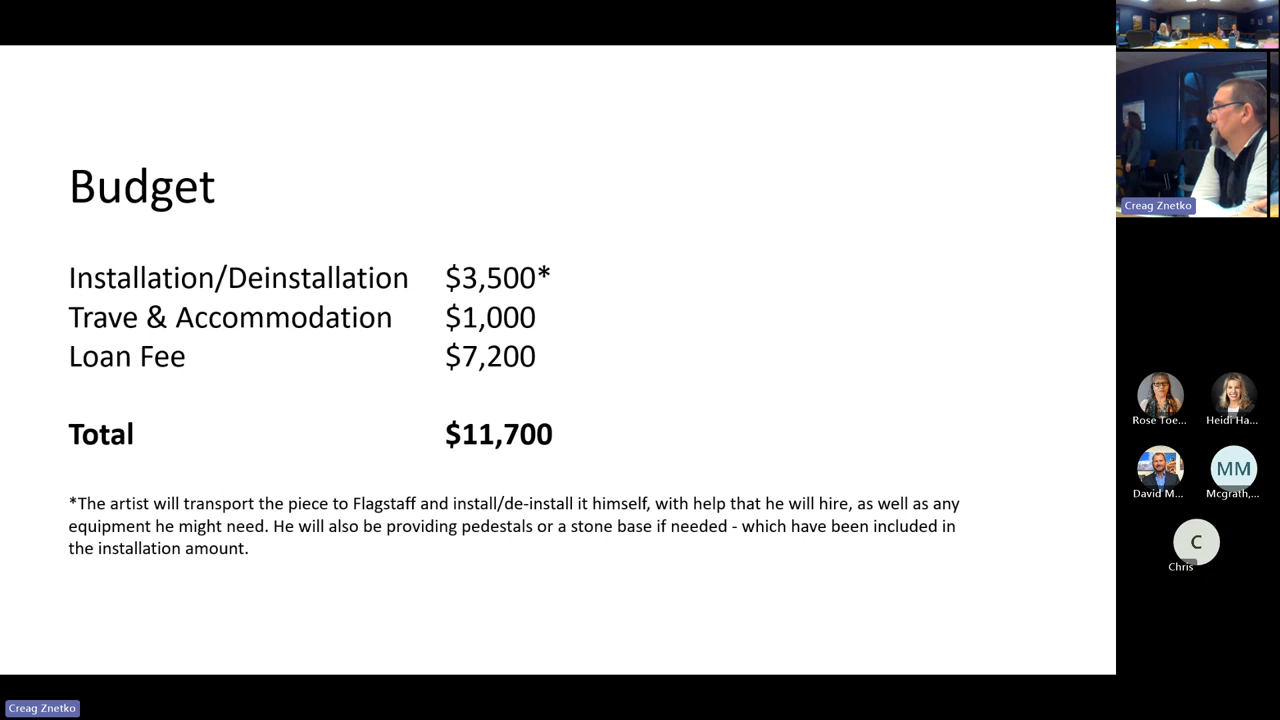 Budget
Installation/Deinstallation $3,500*
Trave & Accommodation $1,000
Loan Fee $7,200
Total $11,700
*The artist will transport the piece to Flagstaff and install/de-install it himself, with help that he will hire, as well as any
equipment he might need. He will also be providing pedestals or a stone base if needed - which have been included in
the installation amount.
Creag Znetko
Rose Toe... Heidi Ha...
MM
David M... Mcgrath,...
C
Chris
Creag Znetko